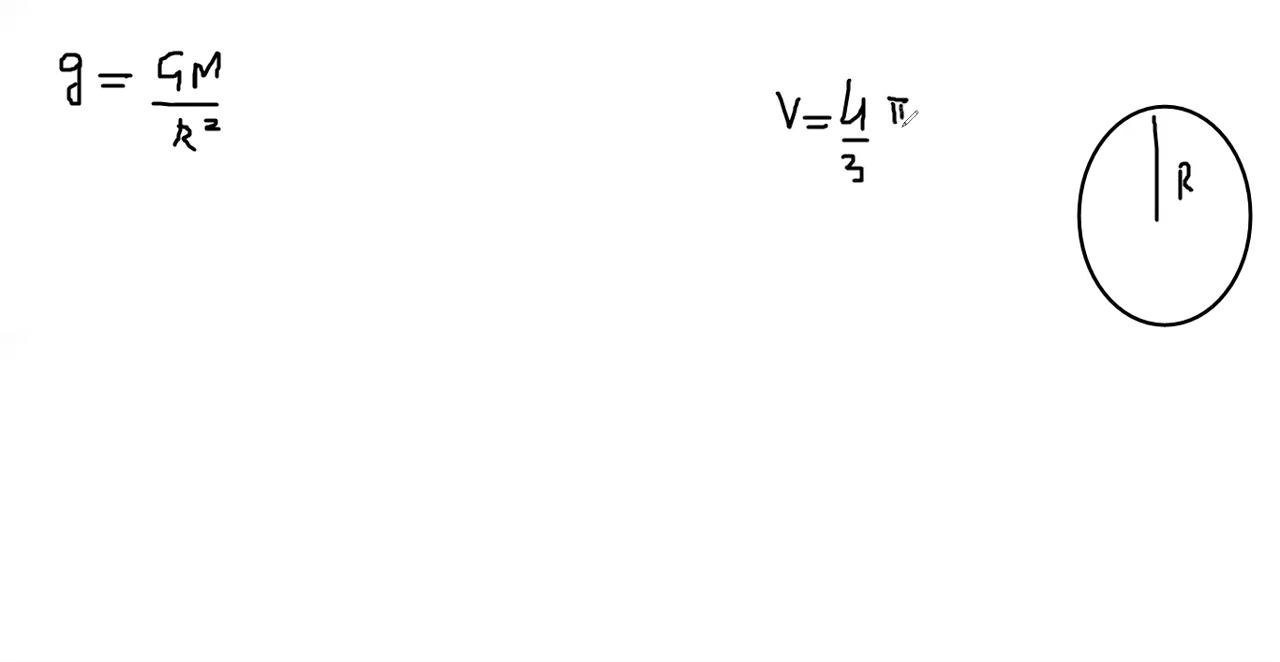 g = GM / R²
V = 4/3 π
R